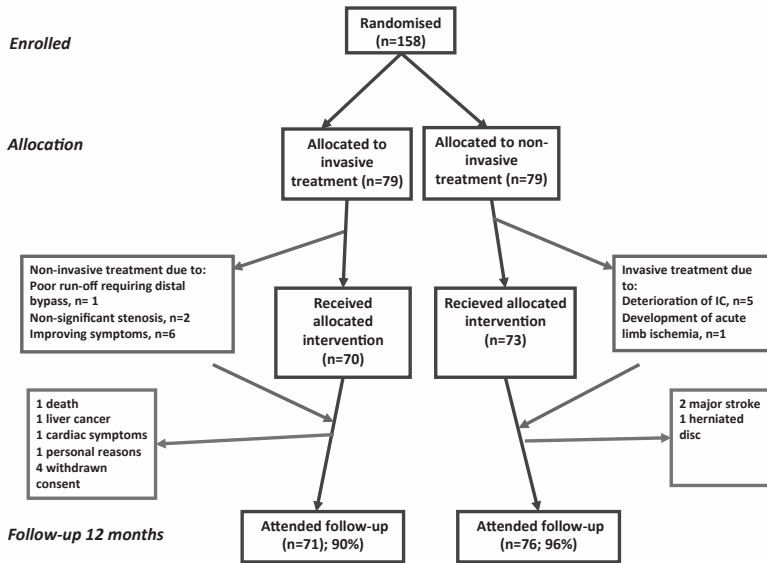 Randomised
(n=158)
Enrolled
Allocation
Allocated to
invasive
treatment (n=79)
Allocated to non-
invasive
treatment (n=79)
Non-invasive treatment due to:
Poor run-off requiring distal
bypass, n= 1
Non-significant stenosis, n=2
Improving symptoms, n=6
Received
allocated
intervention
(n=70)
Recieved allocated
intervention
(n=73)
Invasive treatment due
to:
Deterioration of IC, n=5
Development of acute
limb ischemia, n=1
1 death
1 liver cancer
1 cardiac symptoms
1 personal reasons
4 withdrawn
consent
2 major stroke
1 herniated
disc
Follow-up 12 months
Attended follow-up
(n=71); 90%)
Attended follow-up
(n=76; 96%)